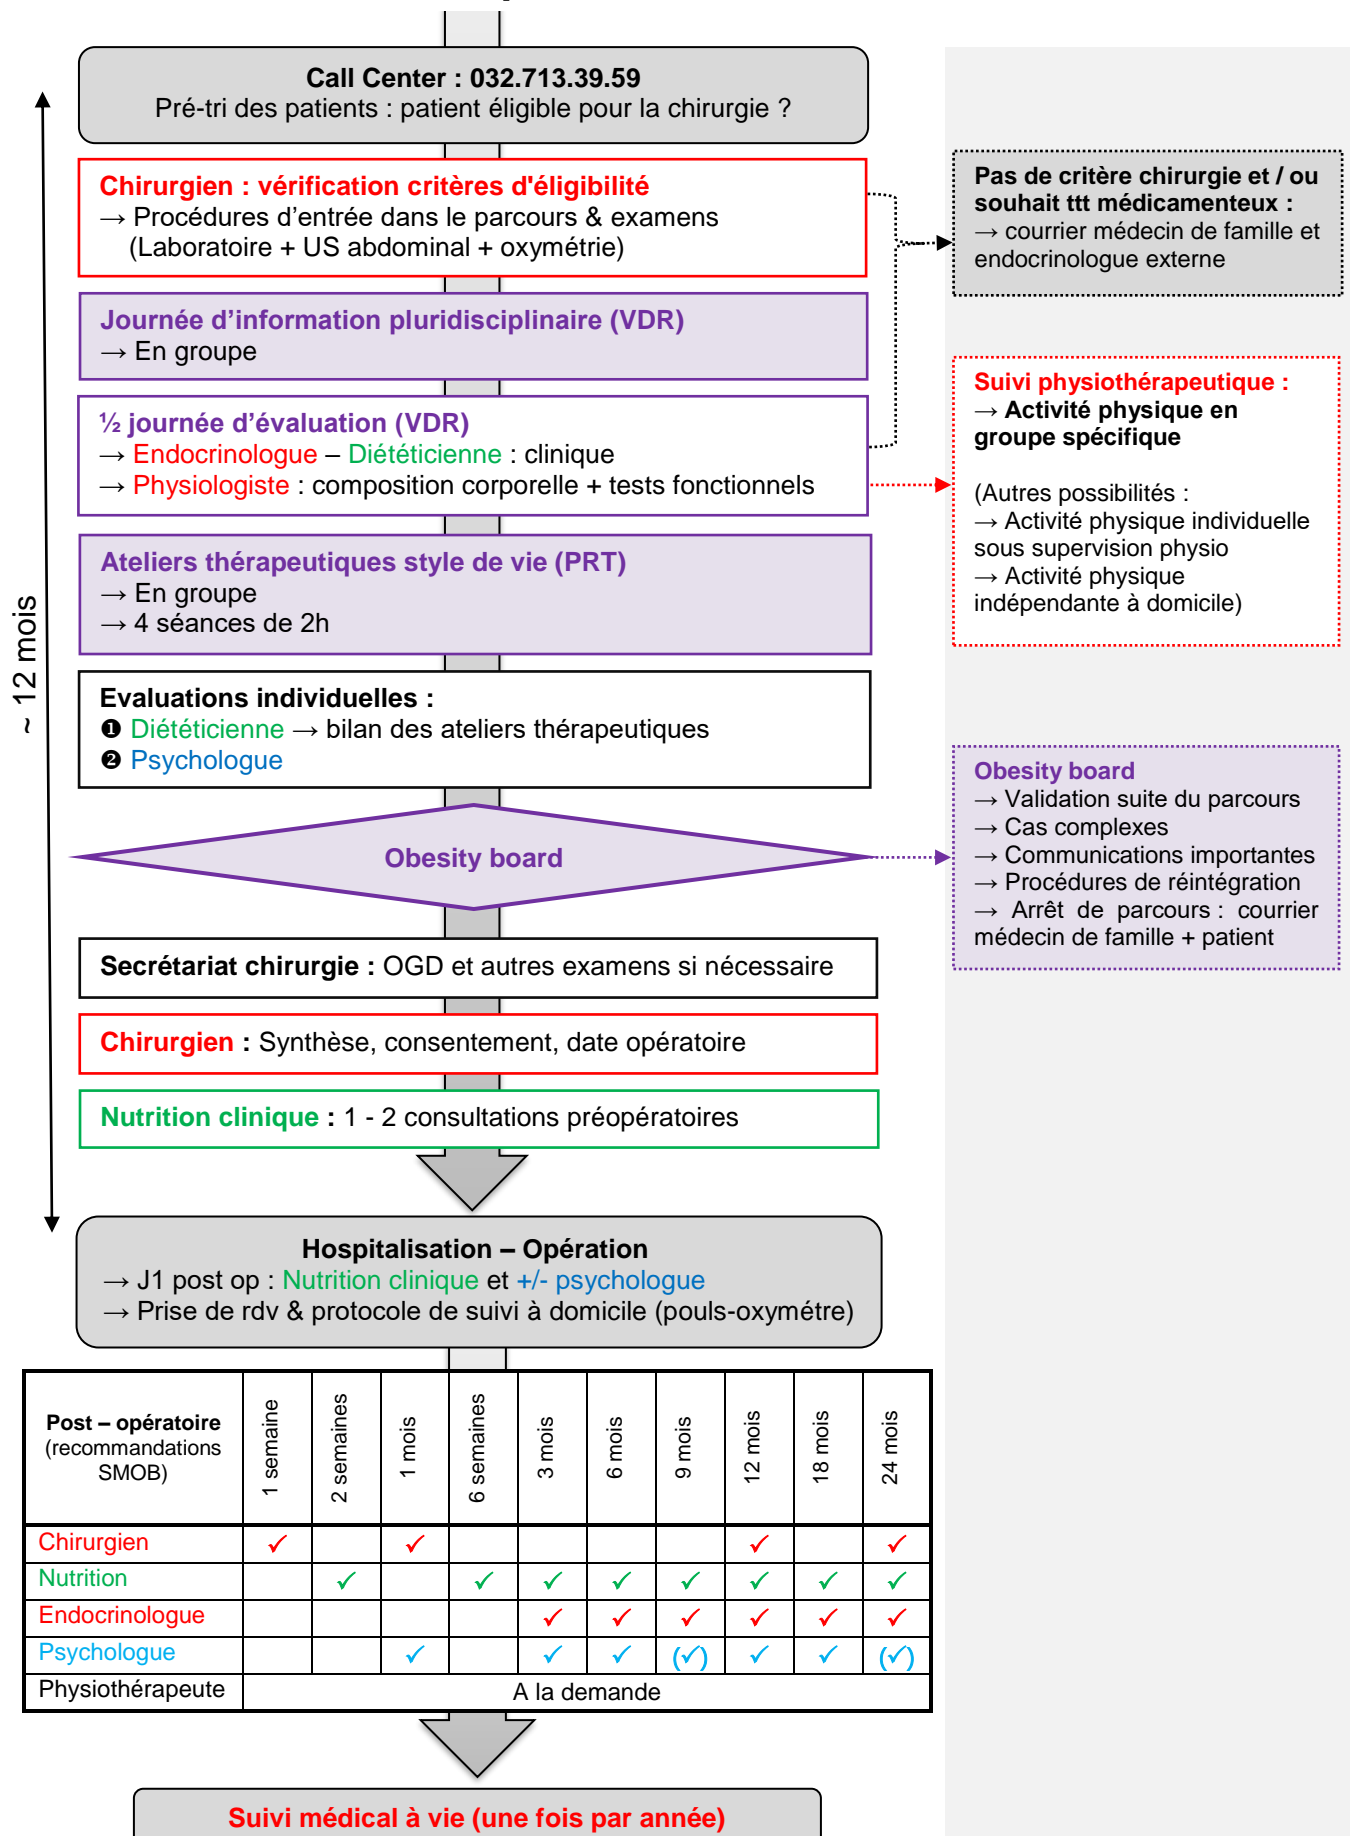 Call Center : 032.713.39.59
Pré-tri des patients : patient éligible pour la chirurgie ?
Chirurgien : vérification critères d'éligibilité
→ Procédures d’entrée dans le parcours & examens
(Laboratoire + US abdominal + oxymétrie)
Pas de critère chirurgie et / ou
souhait ttt médicamenteux :
→ courrier médecin de famille et
endocrinologue externe
Journée d’information pluridisciplinaire (VDR)
→ En groupe
½ journée d’évaluation (VDR)
→ Endocrinologue – Diététicienne : clinique
→ Physiologiste : composition corporelle + tests fonctionnels
Suivi physiothérapeutique :
→ Activité physique en
groupe spécifique
(Autres possibilités :
→ Activité physique individuelle
sous supervision physio
→ Activité physique
indépendante à domicile)
Ateliers thérapeutiques style de vie (PRT)
→ En groupe
→ 4 séances de 2h
~ 12 mois
Evaluations individuelles :
❶ Diététicienne → bilan des ateliers thérapeutiques
❷ Psychologue
Obesity board
Obesity board
→ Validation suite du parcours
→ Cas complexes
→ Communications importantes
→ Procédures de réintégration
→ Arrêt de parcours : courrier
médecin de famille + patient
Secrétariat chirurgie : OGD et autres examens si nécessaire
Chirurgien : Synthèse, consentement, date opératoire
Nutrition clinique : 1 - 2 consultations préopératoires
Hospitalisation – Opération
→ J1 post op : Nutrition clinique et +/- psychologue
→ Prise de rdv & protocole de suivi à domicile (pouls-oxymétre)
Post – opératoire
(recommandations
SMOB)
1 semaine
2 semaines
1 mois
6 semaines
3 mois
6 mois
9 mois
12 mois
18 mois
24 mois
Chirurgien ✓ ✓ ✓ ✓
Nutrition ✓ ✓ ✓ ✓ ✓ ✓ ✓ ✓
Endocrinologue ✓ ✓ ✓ ✓ ✓ ✓
Psychologue ✓ ✓ ✓ (✓) ✓ ✓ (✓)
Physiothérapeute A la demande
Suivi médical à vie (une fois par année)